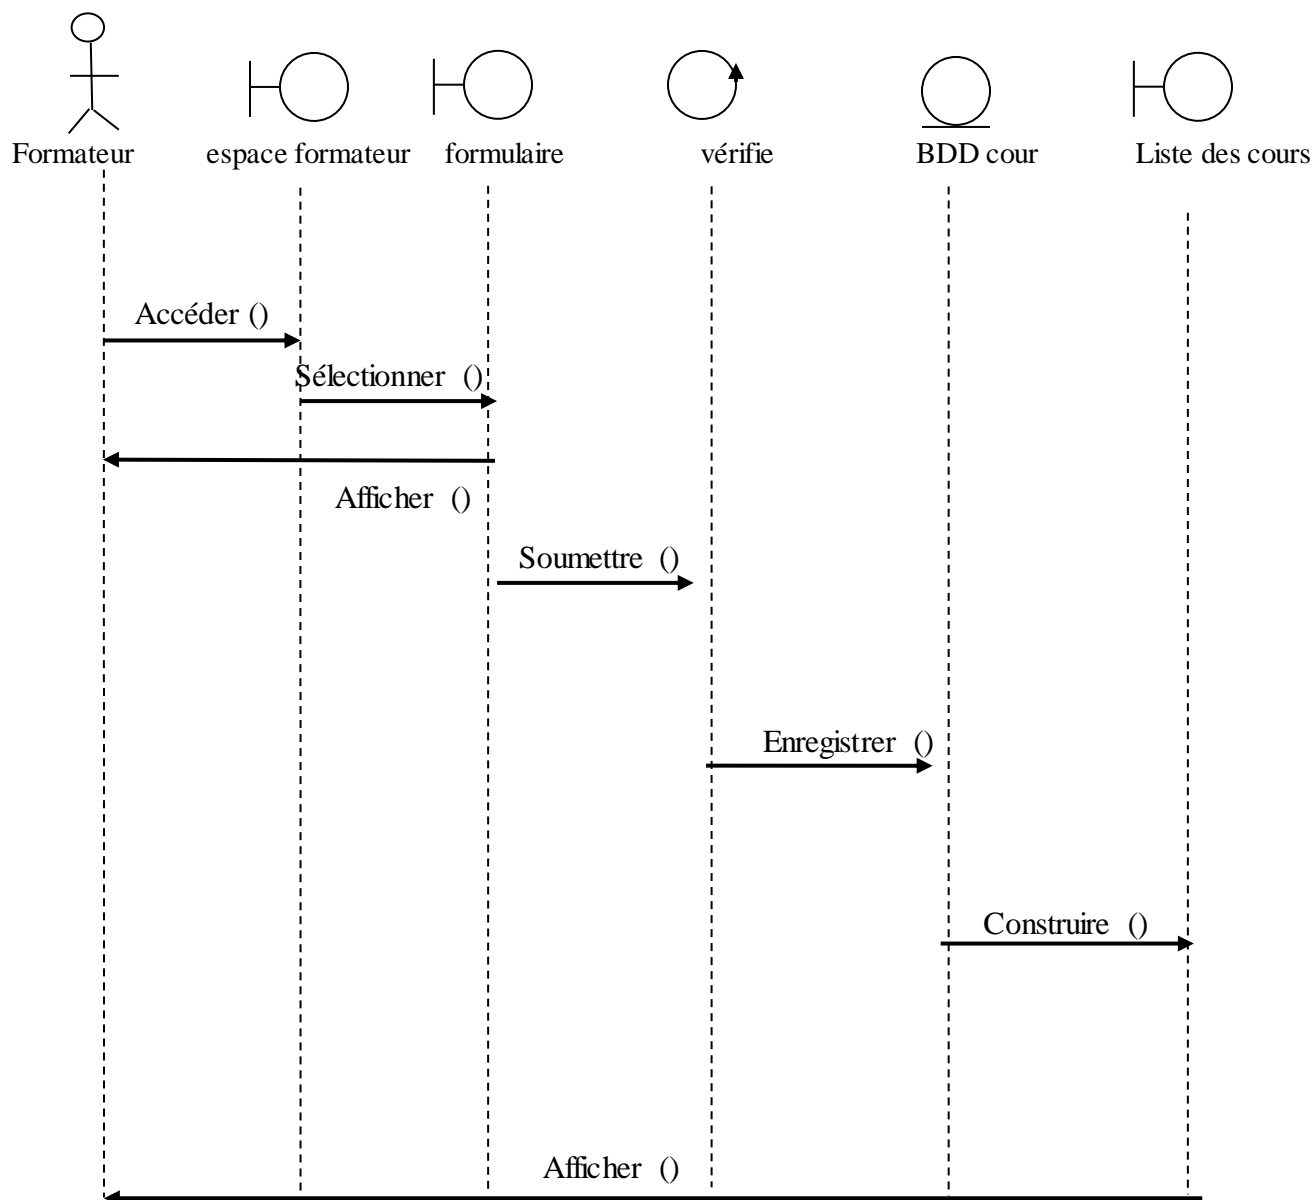 Formateur espace formateur formulaire vérifie BDD cour Liste des cours
Accéder ()
Sélectionner ()
Afficher ()
Soumettre ()
Enregistrer ()
Construire ()
Afficher ()